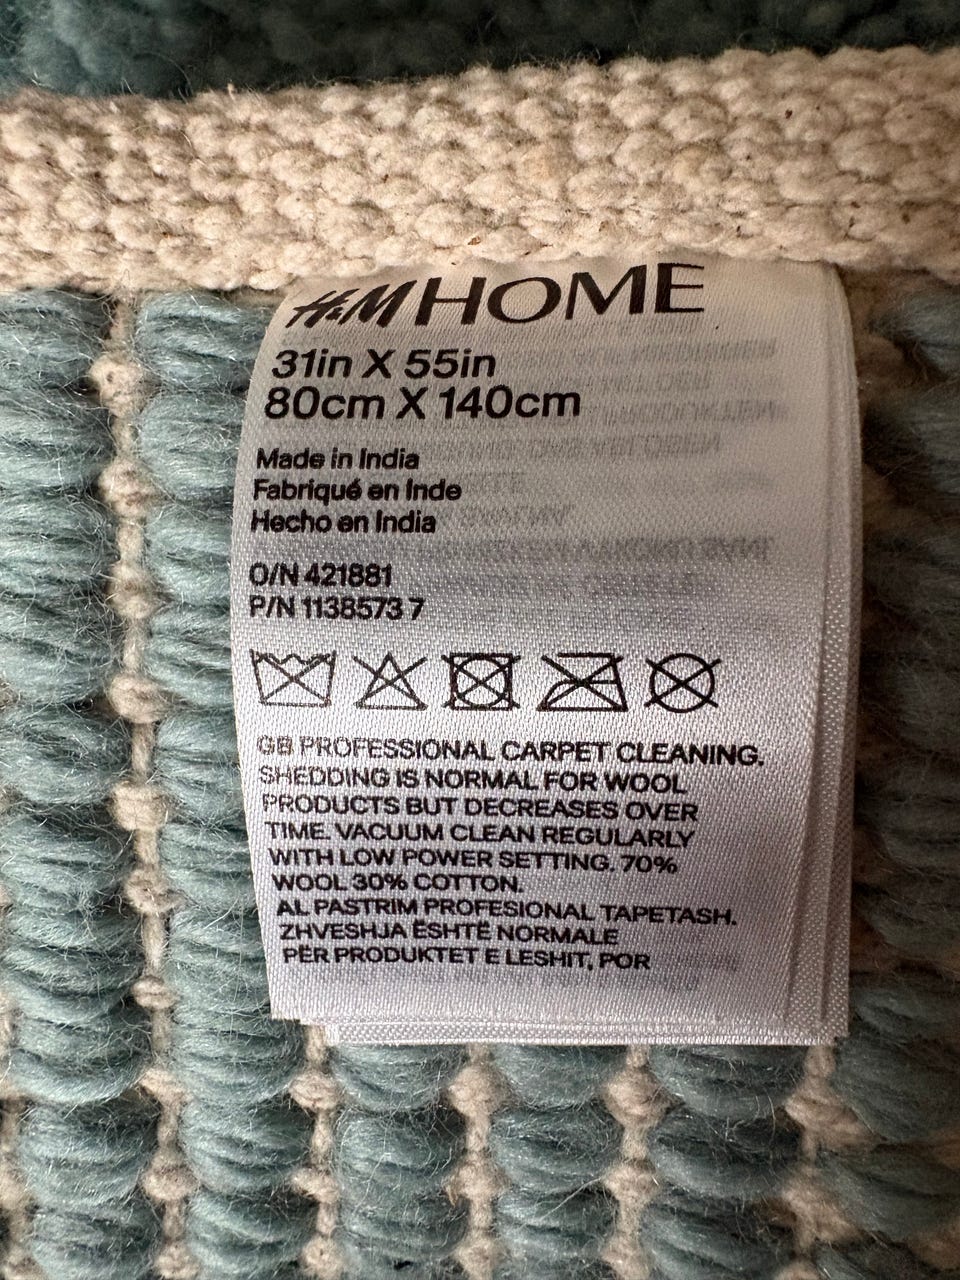 H&M HOME
31in X 55in
80cm X 140cm
Made in India
Fabriqué en Inde
Hecho en India
O/N 421881
P/N 1138573 7
GB PROFESSIONAL CARPET CLEANING.
SHEDDING IS NORMAL FOR WOOL
PRODUCTS BUT DECREASES OVER
TIME. VACUUM CLEAN REGULARLY
WITH LOW POWER SETTING. 70%
WOOL 30% COTTON.
AL PASTRIM PROFESIONAL TAPETASH.
ZHVESHJA ËSHTË NORMALE
PËR PRODUKTET E LESHIT, POR